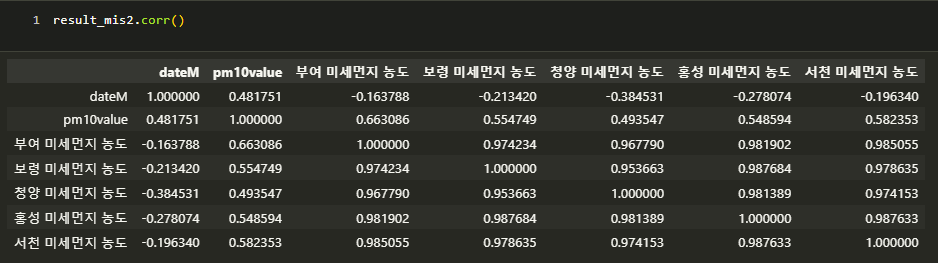 1 result_mis2.corr()
dateM pm10value 부여 미세먼지 농도 보령 미세먼지 농도 청양 미세먼지 농도 홍성 미세먼지 농도 서천 미세먼지 농도
dateM 1.000000 0.481751 -0.163788 -0.213420 -0.384531 -0.278074 -0.196340
pm10value 0.481751 1.000000 0.663086 0.554749 0.493547 0.548594 0.582353
부여 미세먼지 농도 -0.163788 0.663086 1.000000 0.974234 0.967790 0.981902 0.985055
보령 미세먼지 농도 -0.213420 0.554749 0.974234 1.000000 0.953663 0.987684 0.978635
청양 미세먼지 농도 -0.384531 0.493547 0.967790 0.953663 1.000000 0.981389 0.974153
홍성 미세먼지 농도 -0.278074 0.548594 0.981902 0.987684 0.981389 1.000000 0.987633
서천 미세먼지 농도 -0.196340 0.582353 0.985055 0.978635 0.974153 0.987633 1.000000